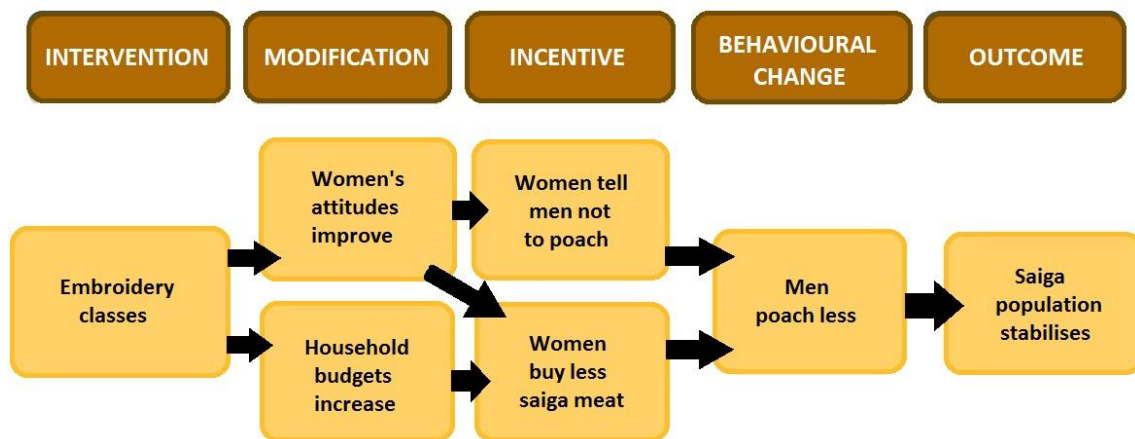 INTERVENTION
MODIFICATION
INCENTIVE
BEHAVIOURAL
CHANGE
OUTCOME
Embroidery
classes
Women's
attitudes
improve
Household
budgets
increase
Women tell
men not
to poach
Women
buy less
saiga meat
Men
poach less
Saiga
population
stabilises